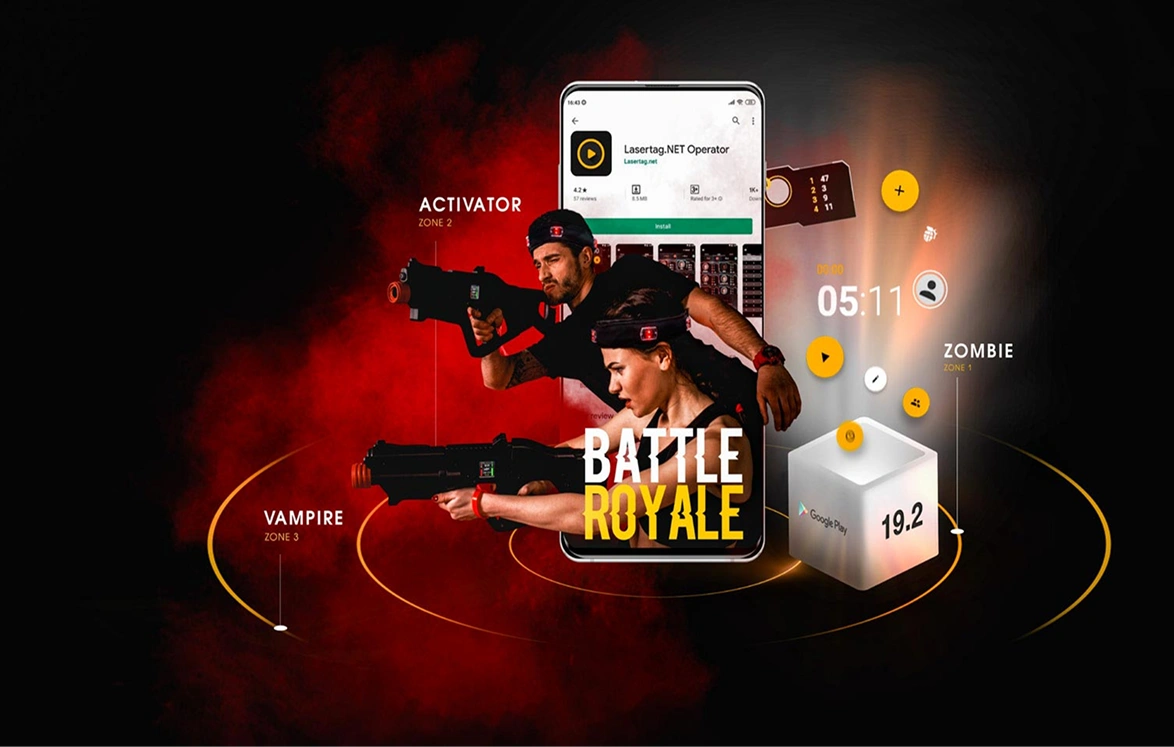 16:43
Lasertag.NET Operator
Lasertag.net
4.2★
57 reviews
8.5 MB
Rated for 3+
1K+
Install
1 47
2 3
3 9
4 11
ACTIVATOR
ZONE 2
05:11
ZOMBIE
ZONE 1
review
BATTLE
ROYALE
VAMPIRE
ZONE 3
Google Play
19.2